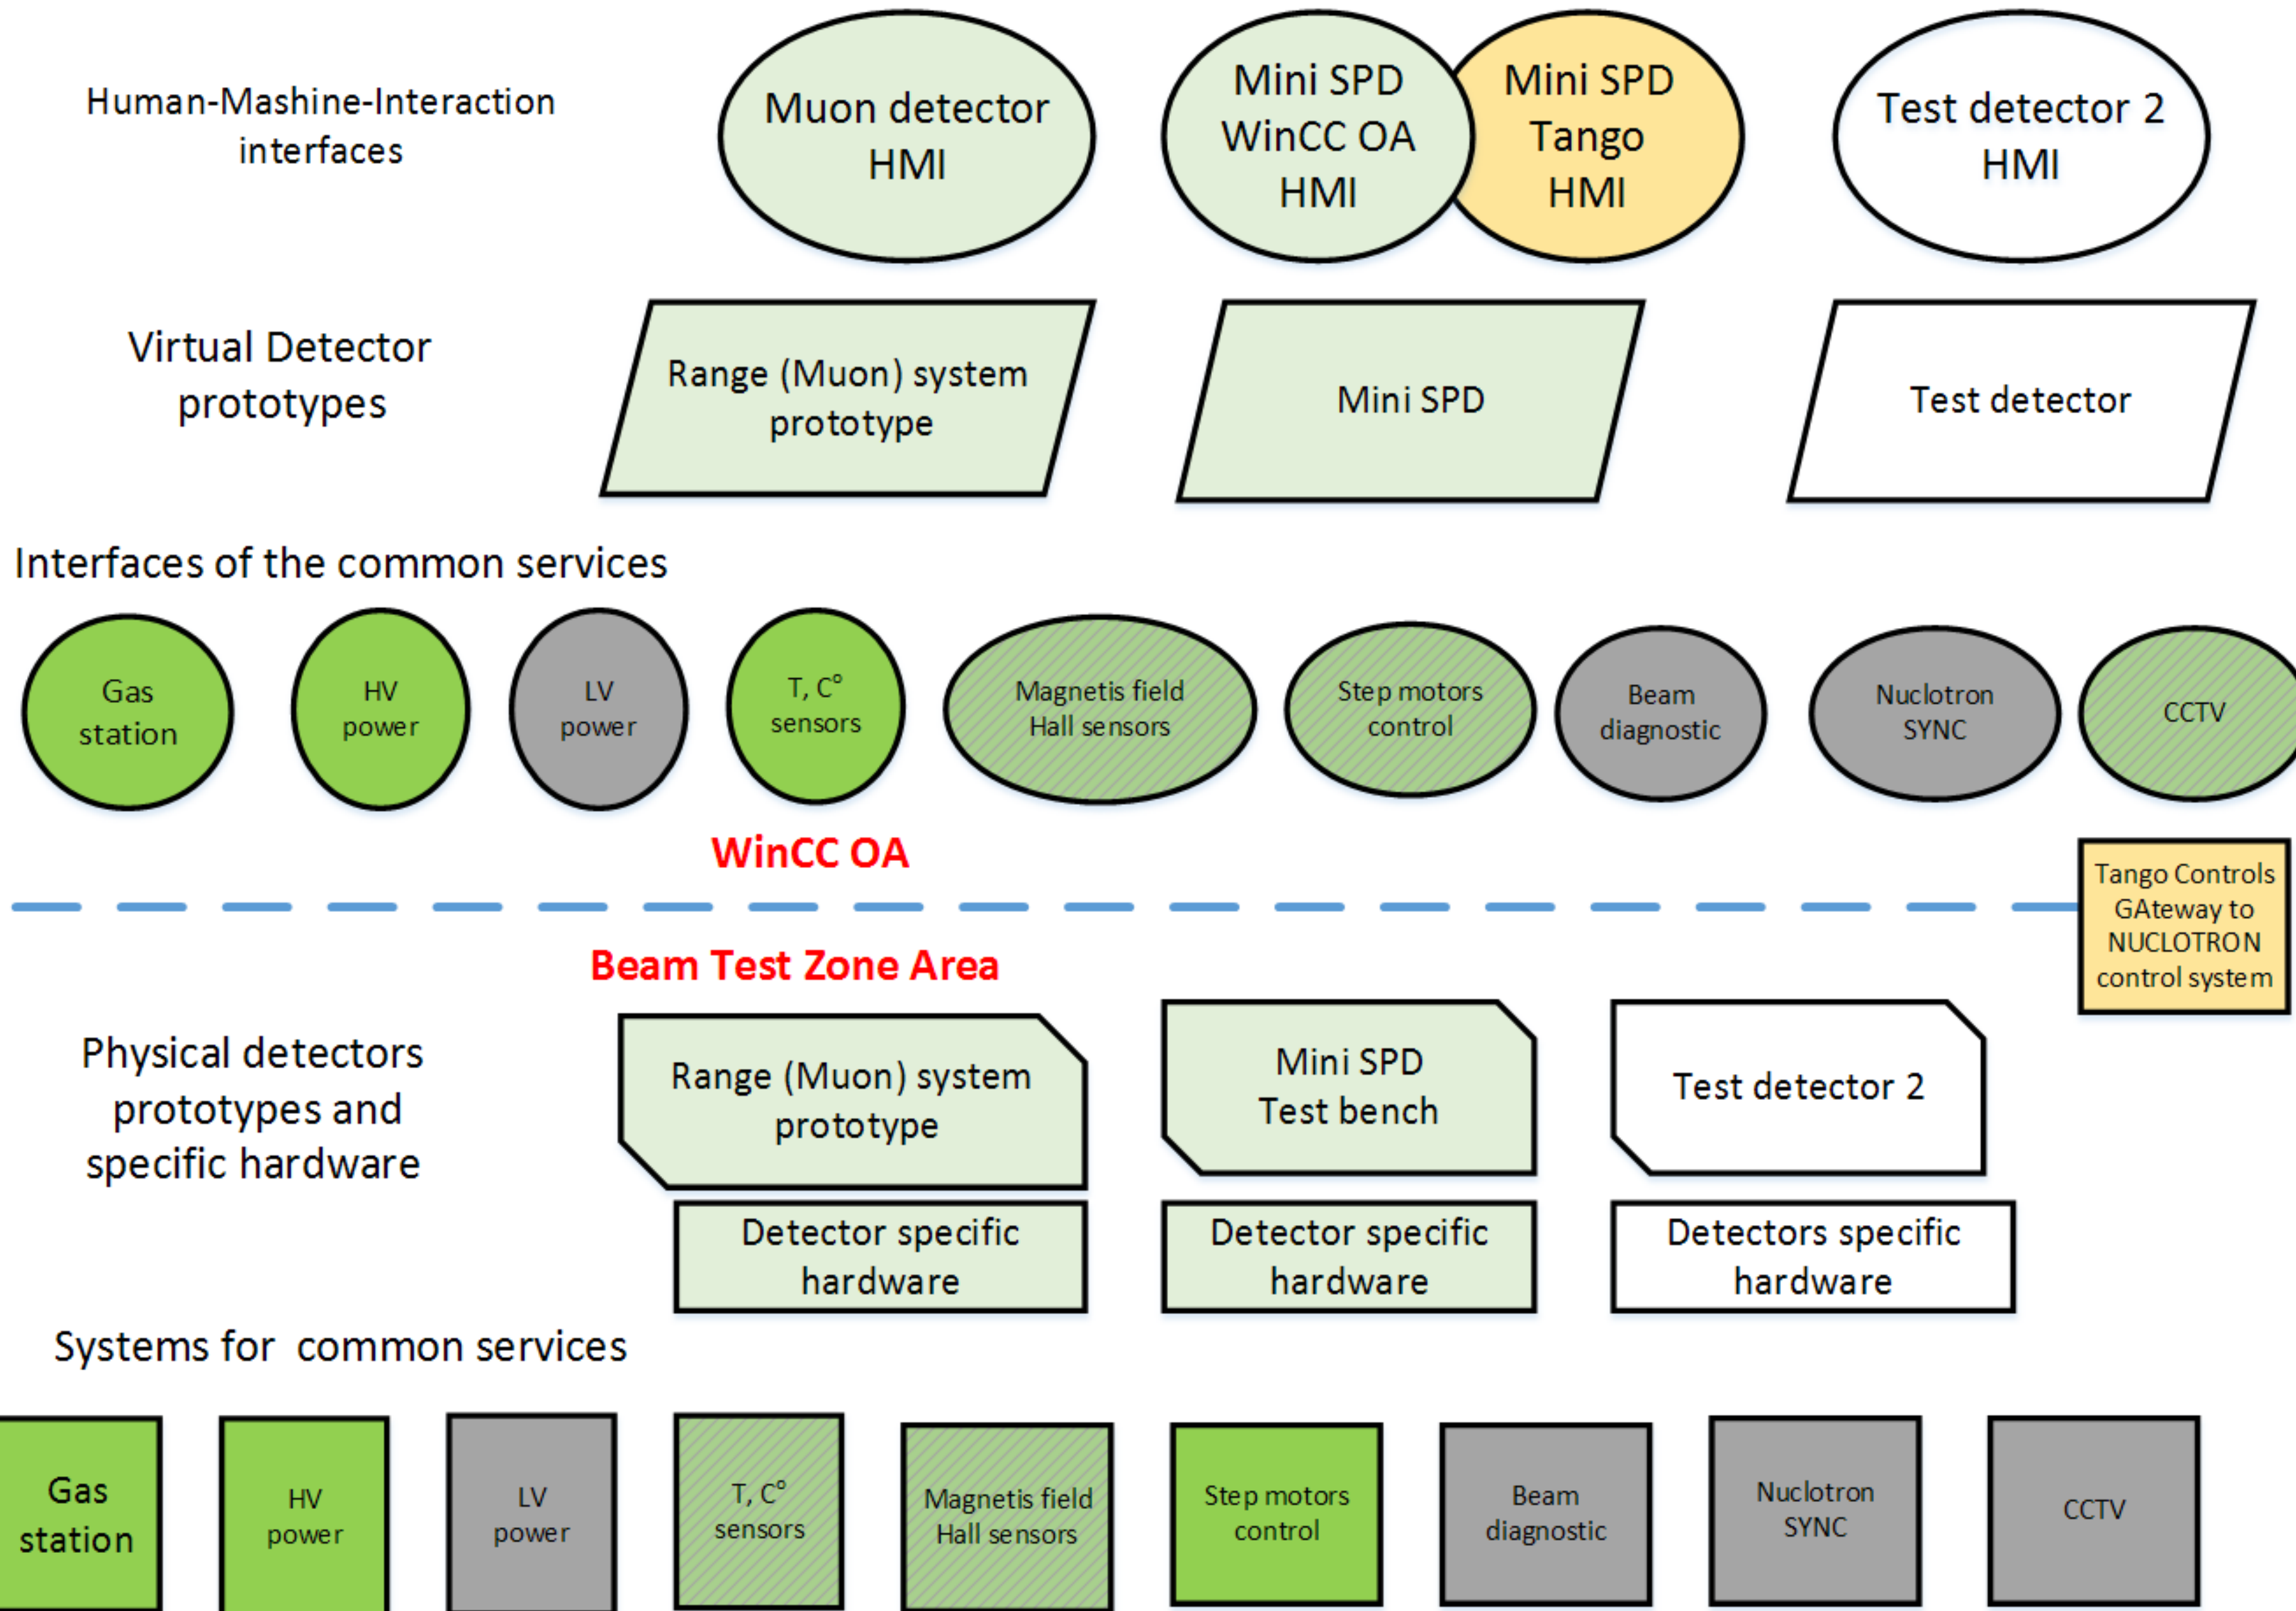 Human-Mashine-Interaction
interfaces
Muon detector
HMI
Mini SPD
WinCC OA
HMI
Mini SPD
Tango
HMI
Test detector 2
HMI
Virtual Detector
prototypes
Range (Muon) system
prototype
Mini SPD
Test detector
Interfaces of the common services
Gas
station
HV
power
LV
power
T, C°
sensors
Magnetis field
Hall sensors
Step motors
control
Beam
diagnostic
Nuclotron
SYNC
CCTV
WinCC OA
Tango Controls
GAteway to
NUCLOTRON
control system
Beam Test Zone Area
Physical detectors
prototypes and
specific hardware
Range (Muon) system
prototype
Mini SPD
Test bench
Test detector 2
Detector specific
hardware
Detector specific
hardware
Detectors specific
hardware
Systems for common services
Gas
station
HV
power
LV
power
T, C°
sensors
Magnetis field
Hall sensors
Step motors
control
Beam
diagnostic
Nuclotron
SYNC
CCTV